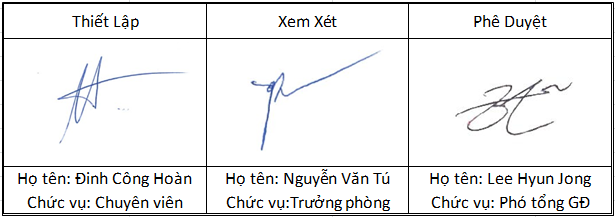 Thiết Lập
Xem Xét
Phê Duyệt
Họ tên: Đinh Công Hoàn
Chức vụ: Chuyên viên
Họ tên: Nguyễn Văn Tú
Chức vụ:Trưởng phòng
Họ tên: Lee Hyun Jong
Chức vụ: Phó tổng GĐ